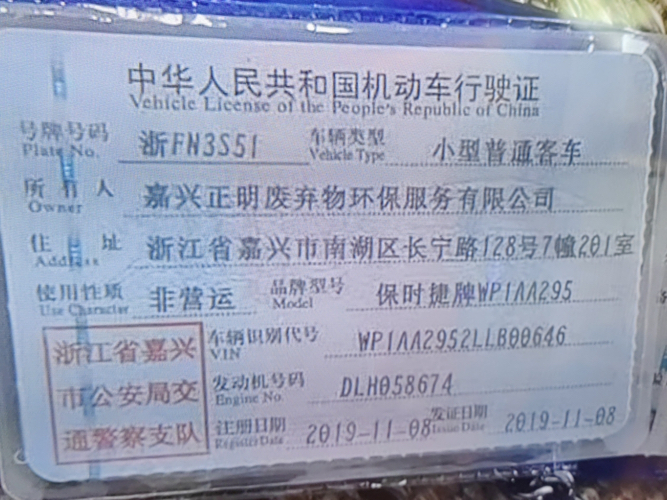 中华人民共和国机动车行驶证
Vehicle License of the People's Republic of China
号牌号码 浙FN3S51 车辆类型 小型普通客车
Plate No. Vehicle Type
所有人 嘉兴正明废弃物环保服务有限公司
Owner
住址 浙江省嘉兴市南湖区长宁路128号7幢201室
Address
使用性质 非营运 品牌型号 保时捷牌WP1AA295
Use Character Model
浙江省嘉兴 车辆识别代号 WP1AA2952LLB00646
VIN
市公安局交 发动机号码 DLH058674
Engine No.
通警察支队 注册日期 2019-11-08 发证日期 2019-11-08
Register Date Issue Date